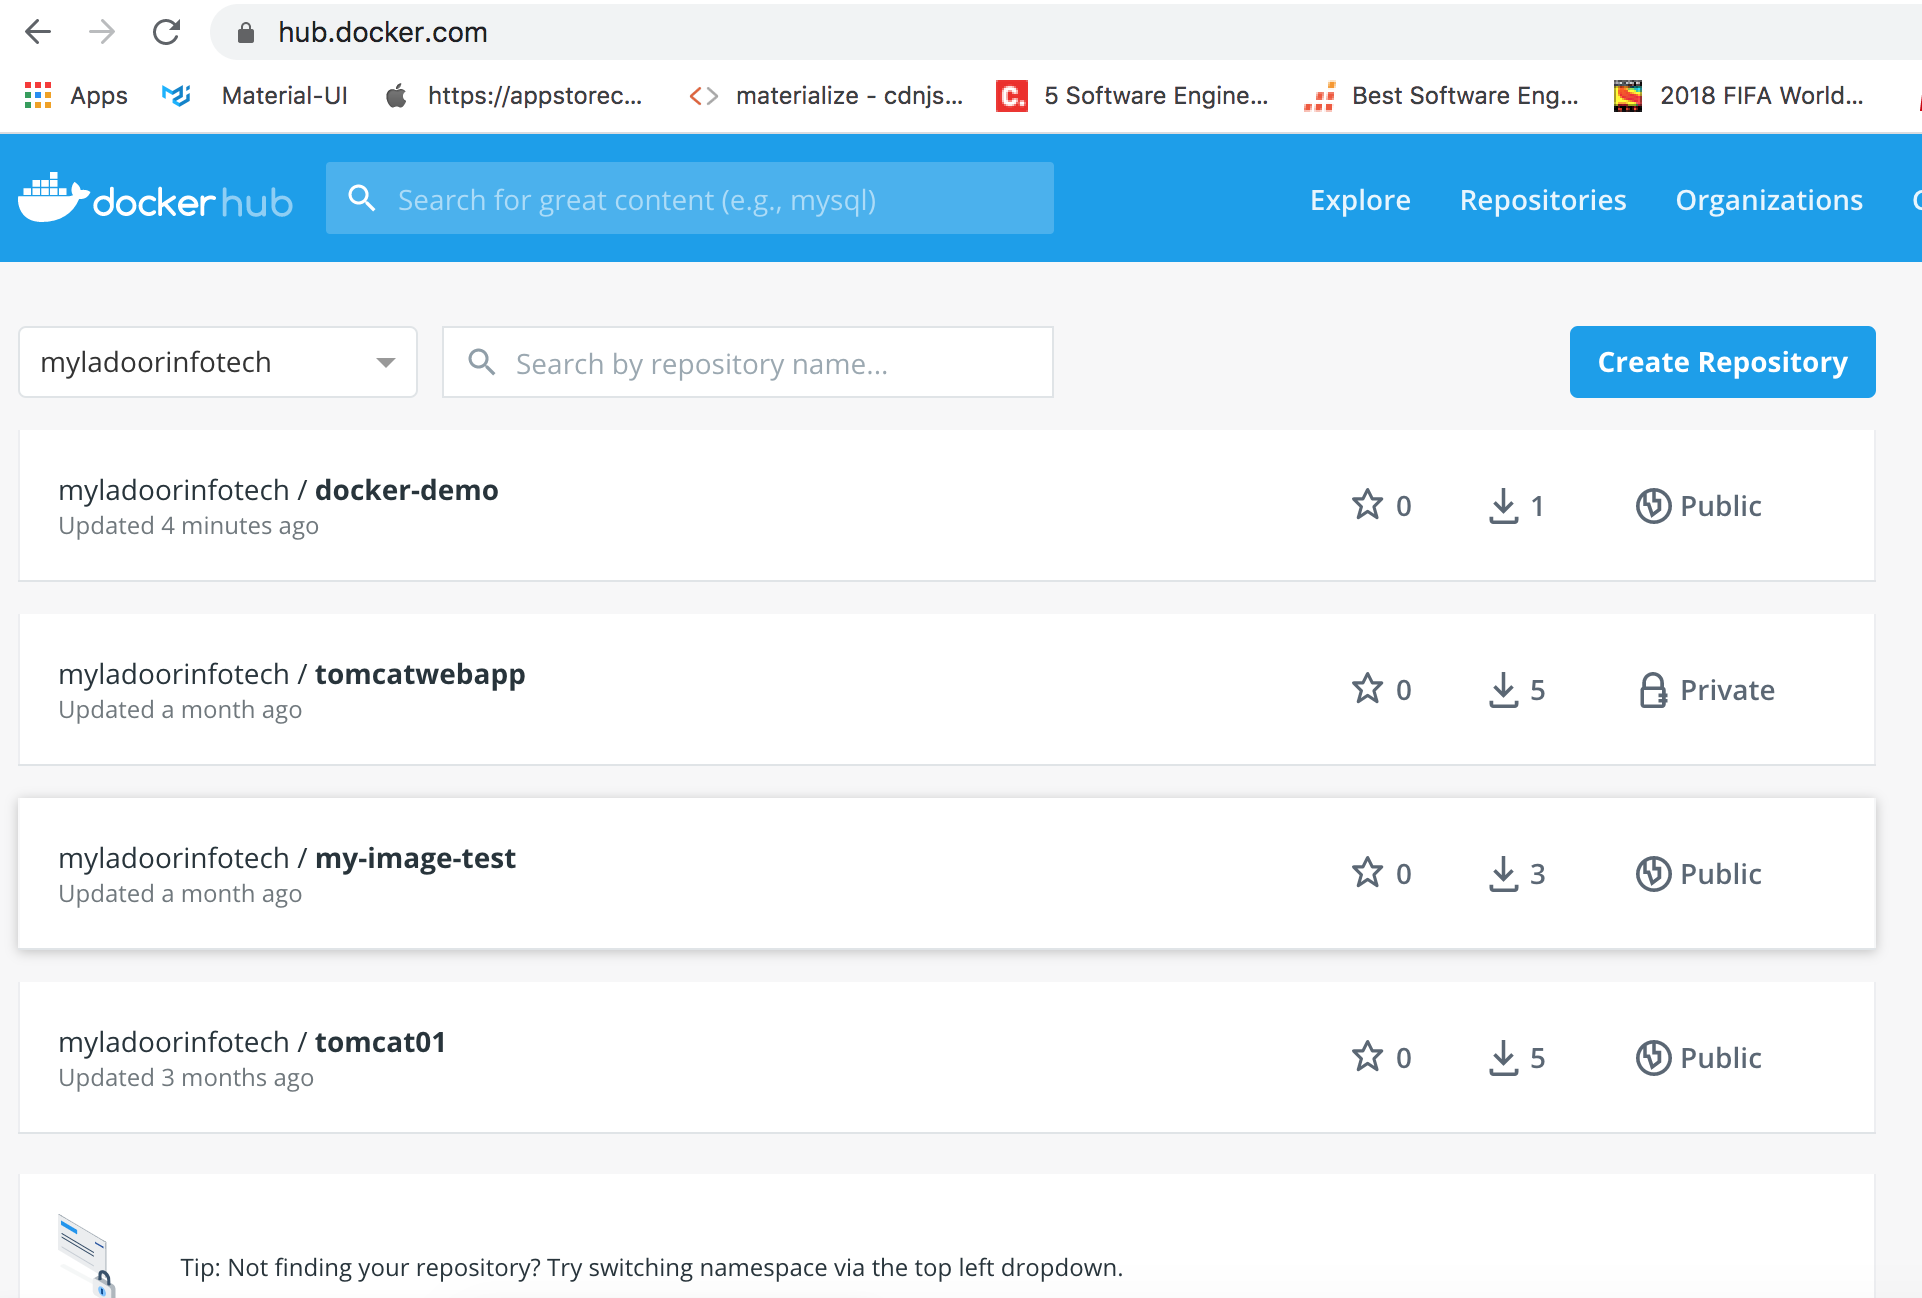 hub.docker.com
Apps Material-UI https://appstorec... materialize - cdnjs... C. 5 Software Engine... Best Software Eng... 2018 FIFA World...
dockerhub Search for great content (e.g., mysql) Explore Repositories Organizations
myladoorinfotech Search by repository name... Create Repository
myladoorinfotech / docker-demo
Updated 4 minutes ago
0 1 Public
myladoorinfotech / tomcatwebapp
Updated a month ago
0 5 Private
myladoorinfotech / my-image-test
Updated a month ago
0 3 Public
myladoorinfotech / tomcat01
Updated 3 months ago
0 5 Public
Tip: Not finding your repository? Try switching namespace via the top left dropdown.